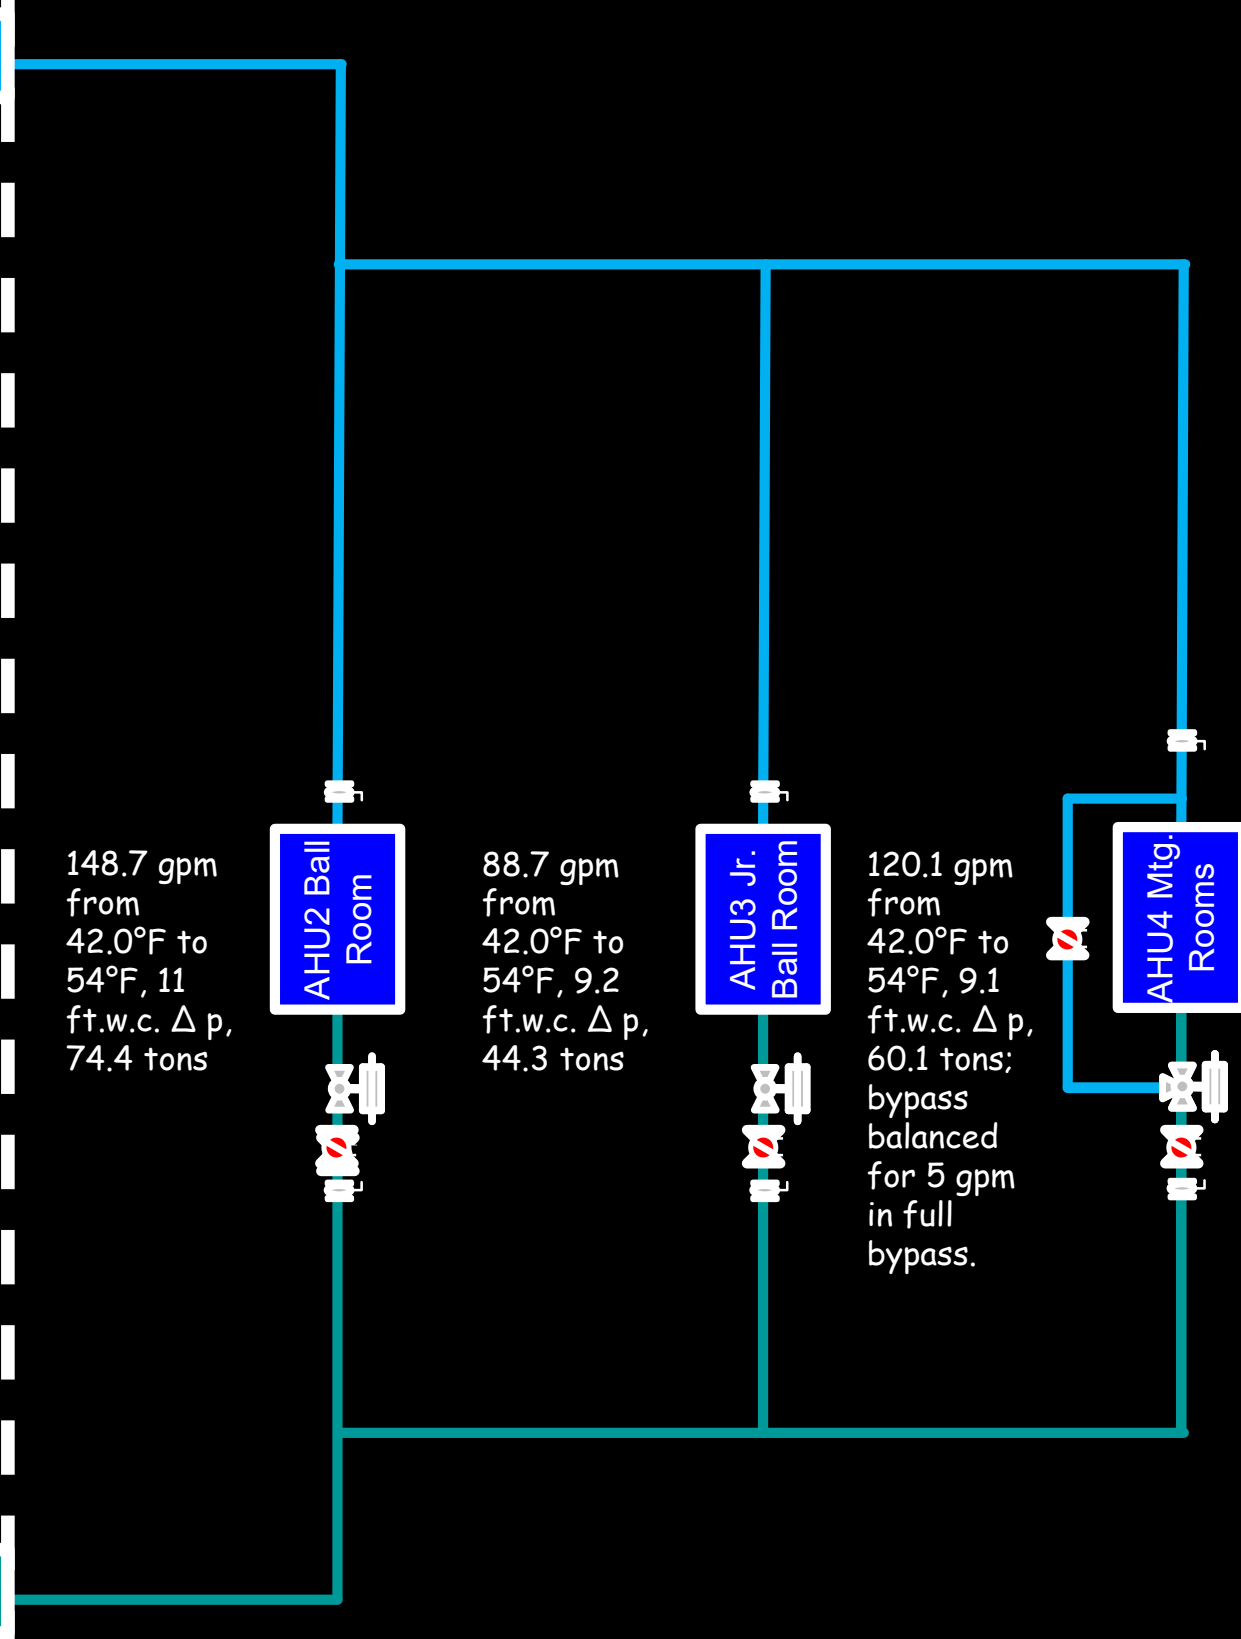 148.7 gpm
from
42.0°F to
54°F, 11
ft.w.c. Δ p,
74.4 tons
AHU2 Ball
Room
88.7 gpm
from
42.0°F to
54°F, 9.2
ft.w.c. Δ p,
44.3 tons
AHU3 Jr.
Ball Room
120.1 gpm
from
42.0°F to
54°F, 9.1
ft.w.c. Δ p,
60.1 tons;
bypass
balanced
for 5 gpm
in full
bypass.
AHU4 Mtg.
Rooms